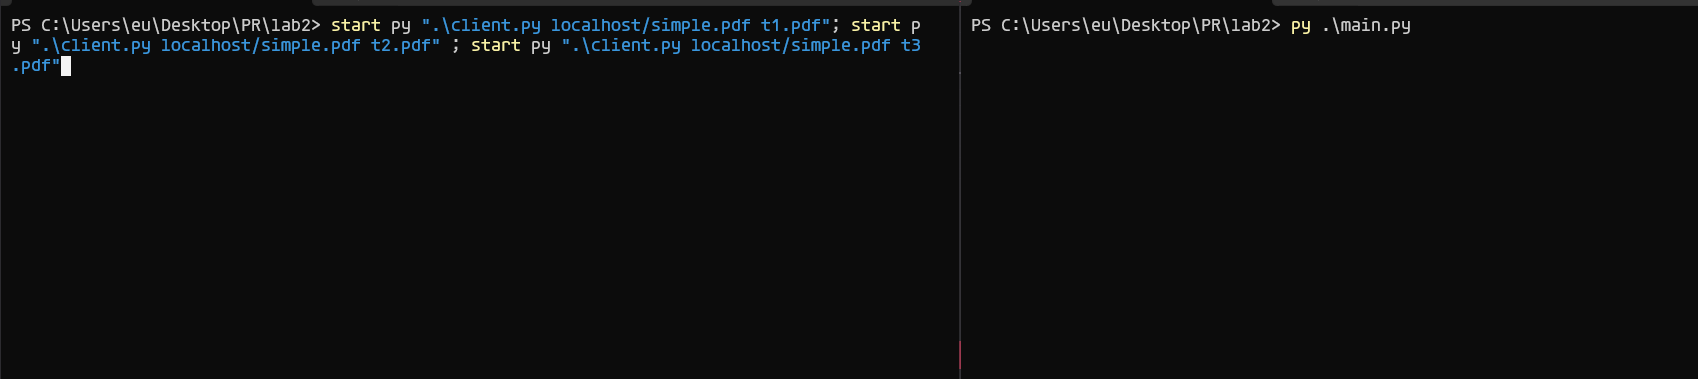 PS C:\Users\eu\Desktop\PR\lab2> start py ".\client.py localhost/simple.pdf t1.pdf"; start p
y ".\client.py localhost/simple.pdf t2.pdf" ; start py ".\client.py localhost/simple.pdf t3
.pdf"
PS C:\Users\eu\Desktop\PR\lab2> py .\main.py